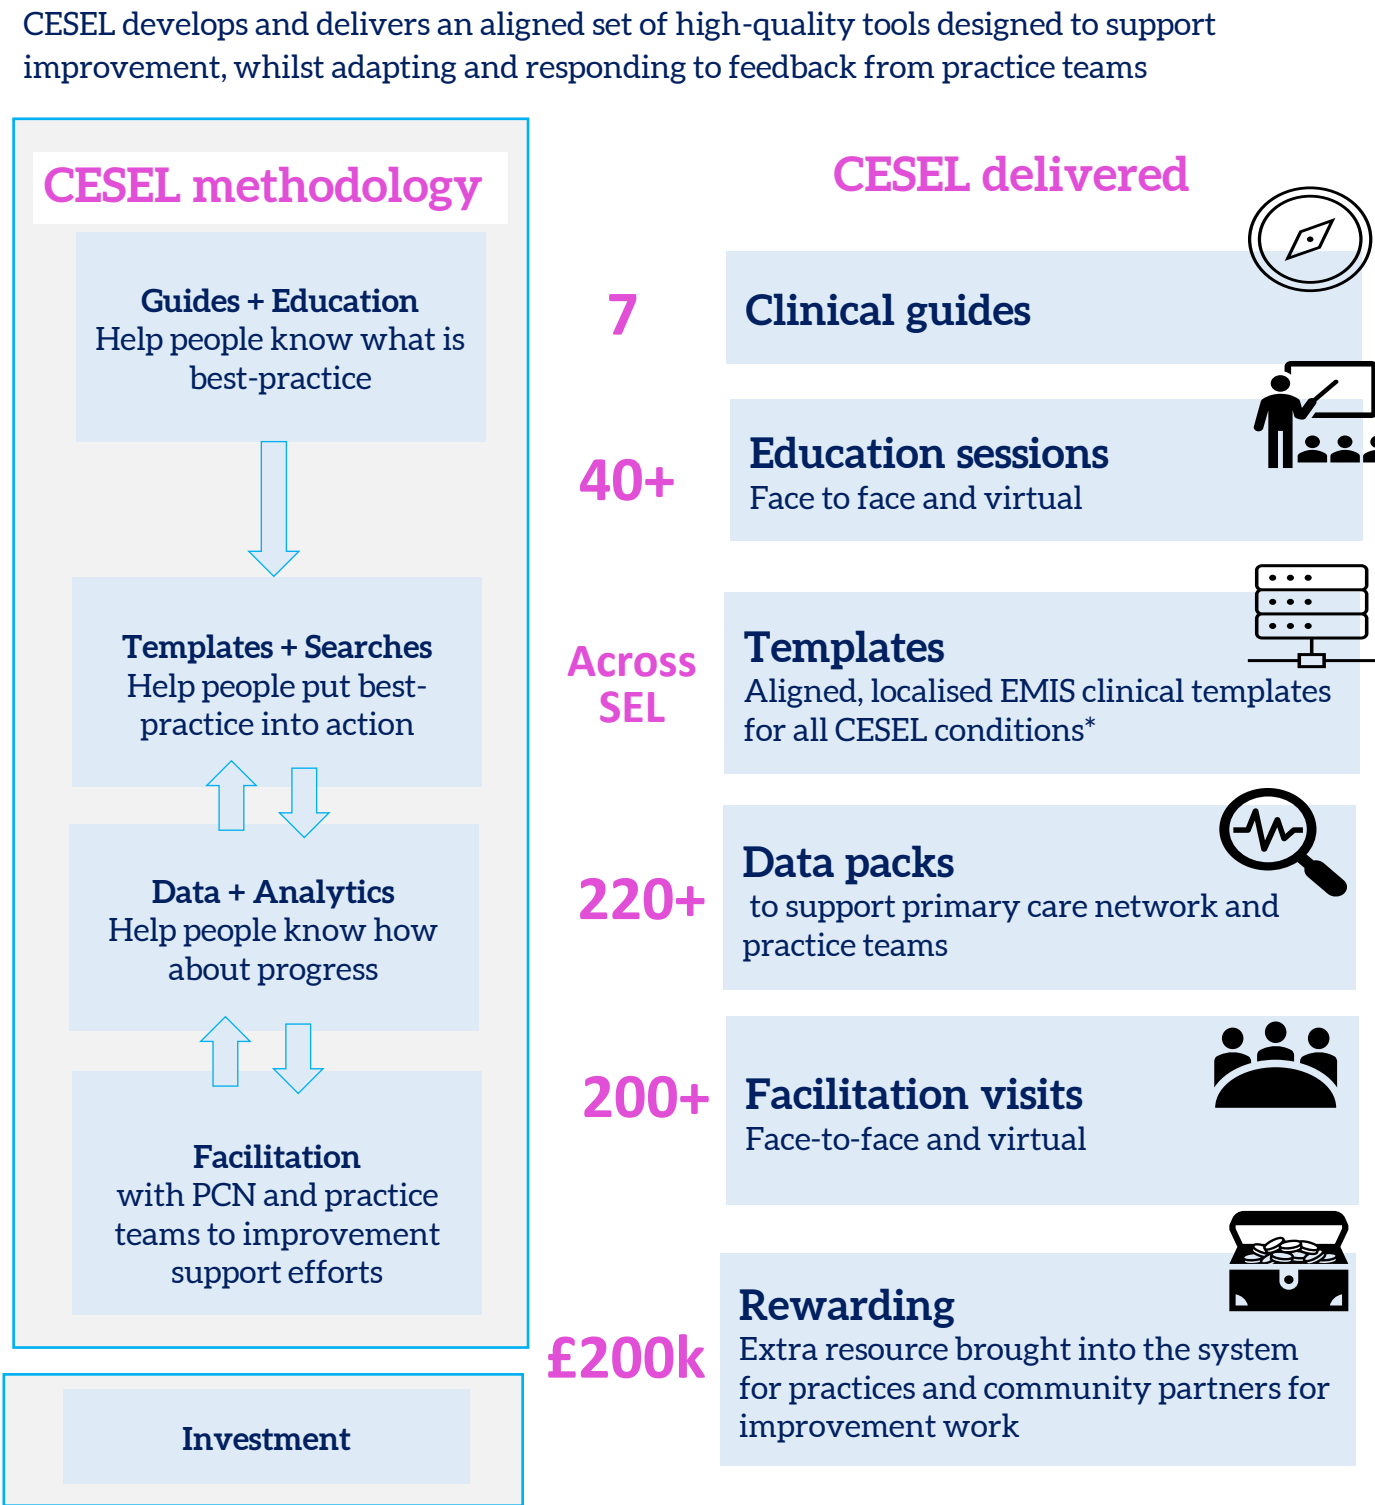 CESEL develops and delivers an aligned set of high-quality tools designed to support
improvement, whilst adapting and responding to feedback from practice teams
CESEL methodology
Guides + Education
Help people know what is
best-practice
Templates + Searches
Help people put best-
practice into action
Data + Analytics
Help people know how
about progress
Facilitation
with PCN and practice
teams to improvement
support efforts
Investment
CESEL delivered
7
Clinical guides
40+
Education sessions
Face to face and virtual
Across
SEL
Templates
Aligned, localised EMIS clinical templates
for all CESEL conditions*
220+
Data packs
to support primary care network and
practice teams
200+
Facilitation visits
Face-to-face and virtual
£200k
Rewarding
Extra resource brought into the system
for practices and community partners for
improvement work